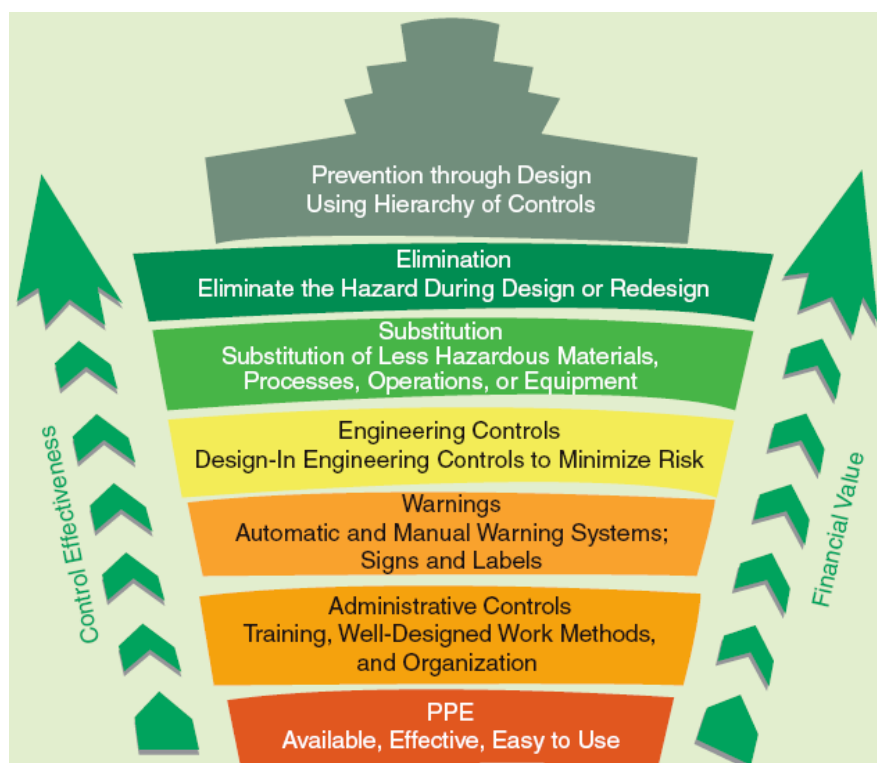 Prevention through Design
Using Hierarchy of Controls
Elimination
Eliminate the Hazard During Design or Redesign
Substitution
Substitution of Less Hazardous Materials,
Processes, Operations, or Equipment
Engineering Controls
Design-In Engineering Controls to Minimize Risk
Warnings
Automatic and Manual Warning Systems;
Signs and Labels
Administrative Controls
Training, Well-Designed Work Methods,
and Organization
PPE
Available, Effective, Easy to Use
Control Effectiveness
Financial Value